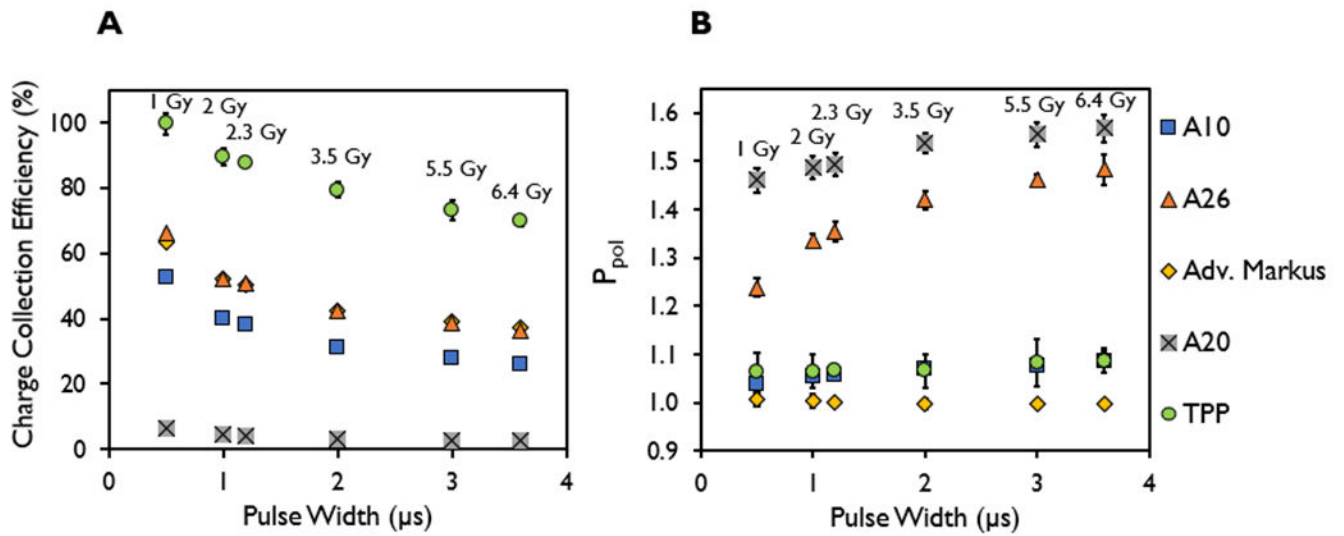 A
Charge Collection Efficiency (%)
100
80
60
40
20
0
1 Gy
2 Gy
2.3 Gy
3.5 Gy
5.5 Gy
6.4 Gy
0 1 2 3 4
Pulse Width (µs)
B
Ppol
1.6
1.5
1.4
1.3
1.2
1.1
1.0
0.9
1 Gy
2 Gy
2.3 Gy
3.5 Gy
5.5 Gy
6.4 Gy
0 1 2 3 4
Pulse Width (µs)
A10
A26
Adv. Markus
A20
TPP